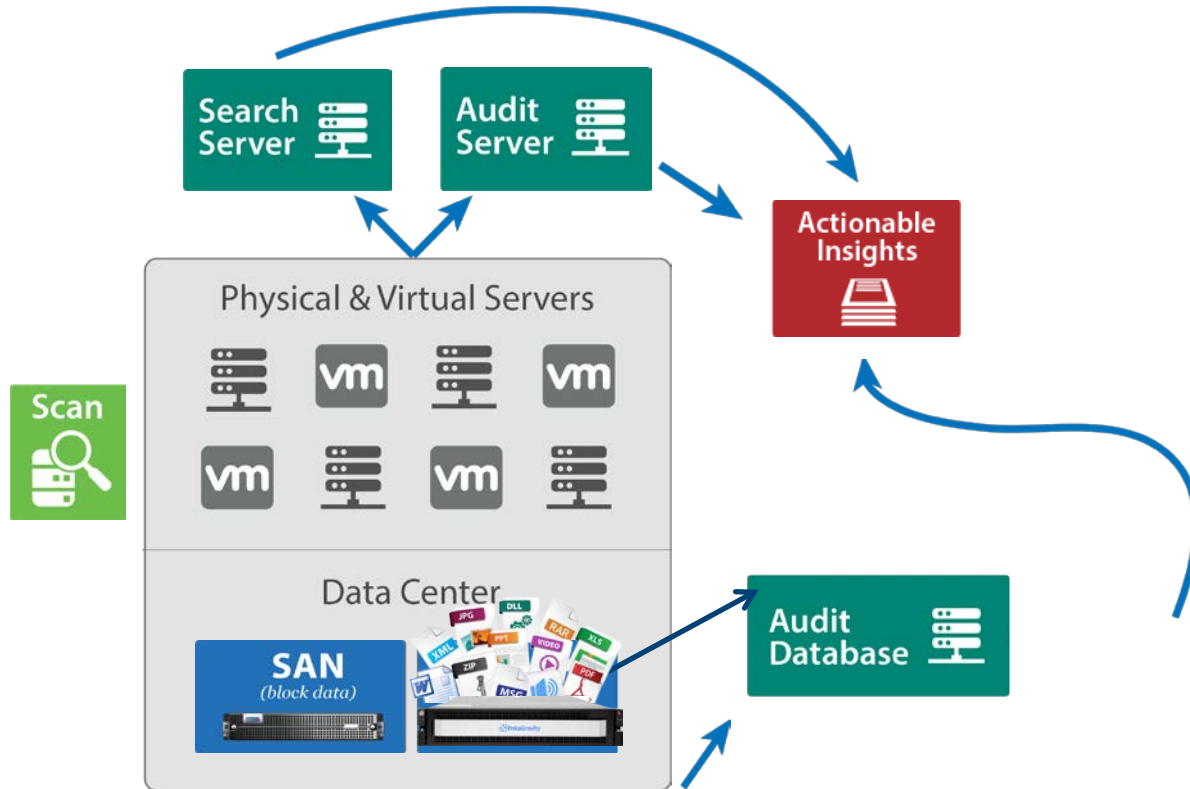 Search
Server
Audit
Server
Actionable
Insights
Physical & Virtual Servers
vm
vm
Scan
vm
vm
Data Center
JPG
DLL
XML
PPT
RAR
XLS
ZIP
VIDEO
PDF
W
MSG
SAN
(block data)
DataGravity
Audit
Database